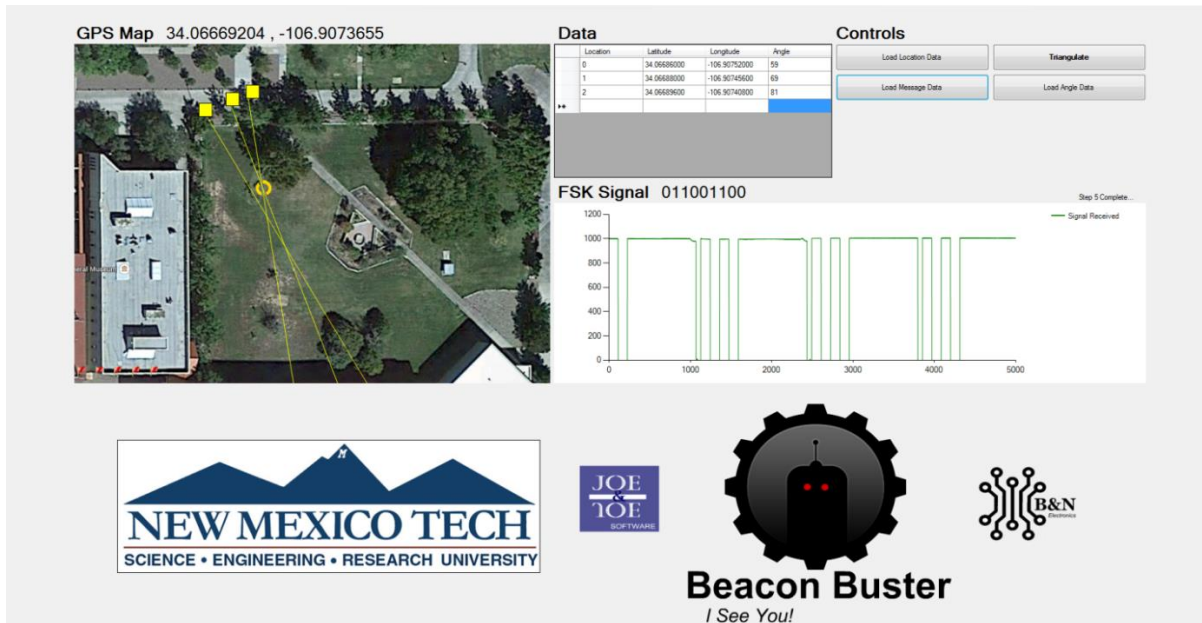 GPS Map 34.06669204 , -106.9073655
Data
Controls
Location Latitude Longitude Angle
0 34.06686000 -106.90752000 59
1 34.06688000 -106.90745600 69
2 34.06689600 -106.90740800 81
Load Location Data
Triangulate
Load Message Data
Load Angle Data
FSK Signal 011001100
Step 5 Complete...
Signal Received
1200
1000
800
600
400
200
0
0 1000 2000 3000 4000 5000
M
NEW MEXICO TECH
SCIENCE • ENGINEERING • RESEARCH UNIVERSITY
JOE
&
JOE
SOFTWARE
B&N
Electronics
Beacon Buster
I See You!